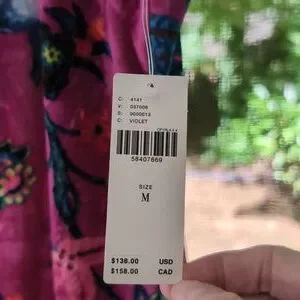 C: 4141
V: 037006
S: 0000013
C: VIOLET
58407669
SIZE
M
$138.00 USD
$158.00 CAD